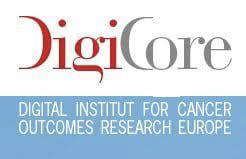 DigiCore
DIGITAL INSTITUT FOR CANCER
OUTCOMES RESEARCH EUROPE